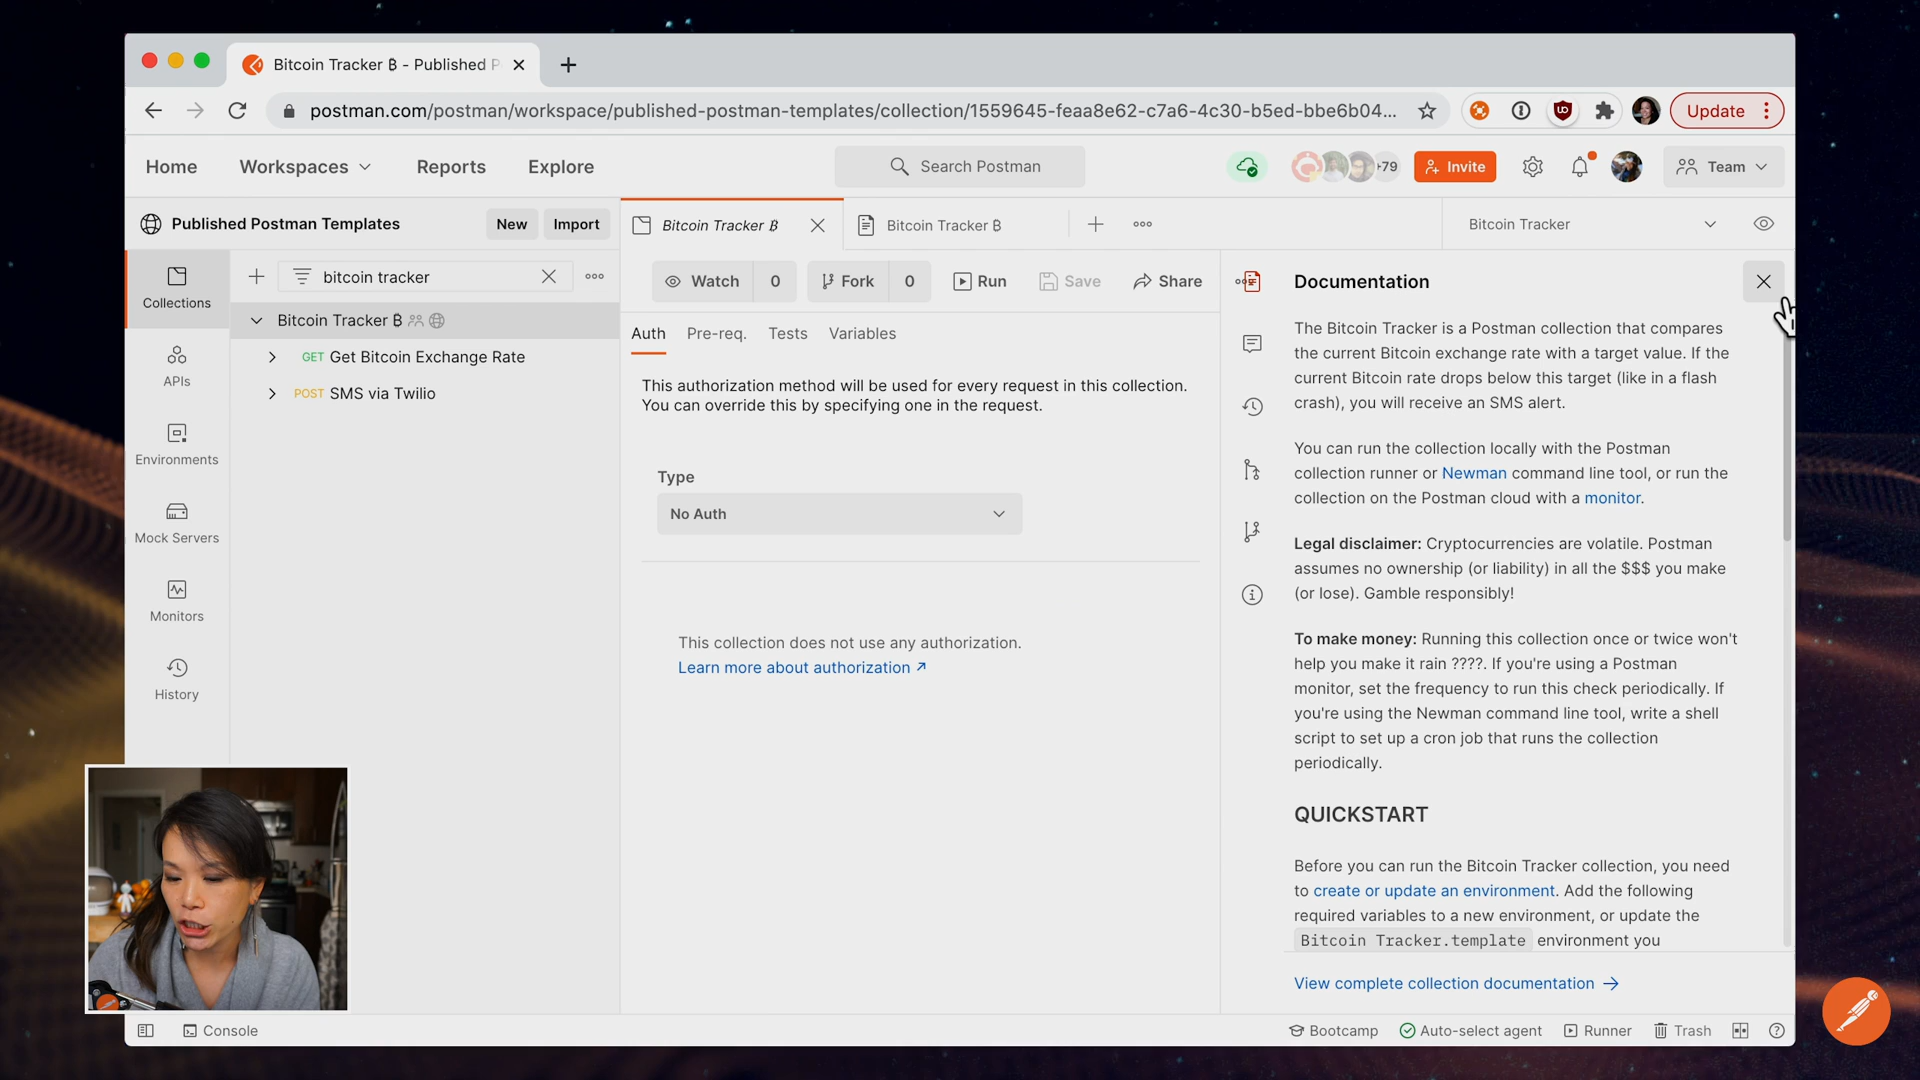 Bitcoin Tracker ₿ - Published P
postman.com/postman/workspace/published-postman-templates/collection/1559645-feaa8e62-c7a6-4c30-b5ed-bbe6b04...
Update
Home
Workspaces
Reports
Explore
Search Postman
+79
Invite
Team
Published Postman Templates
New
Import
Bitcoin Tracker ₿
Bitcoin Tracker ₿
Bitcoin Tracker
Collections
APIs
Environments
Mock Servers
Monitors
History
bitcoin tracker
Bitcoin Tracker ₿
GET Get Bitcoin Exchange Rate
POST SMS via Twilio
Watch 0
Fork 0
Run
Save
Share
Auth
Pre-req.
Tests
Variables
This authorization method will be used for every request in this collection.
You can override this by specifying one in the request.
Type
No Auth
This collection does not use any authorization.
Learn more about authorization ↗
Documentation
The Bitcoin Tracker is a Postman collection that compares
the current Bitcoin exchange rate with a target value. If the
current Bitcoin rate drops below this target (like in a flash
crash), you will receive an SMS alert.
You can run the collection locally with the Postman
collection runner or Newman command line tool, or run the
collection on the Postman cloud with a monitor.
Legal disclaimer: Cryptocurrencies are volatile. Postman
assumes no ownership (or liability) in all the $$$ you make
(or lose). Gamble responsibly!
To make money: Running this collection once or twice won't
help you make it rain ????. If you're using a Postman
monitor, set the frequency to run this check periodically. If
you're using the Newman command line tool, write a shell
script to set up a cron job that runs the collection
periodically.
QUICKSTART
Before you can run the Bitcoin Tracker collection, you need
to create or update an environment. Add the following
required variables to a new environment, or update the
Bitcoin Tracker.template environment you
View complete collection documentation →
Console
Bootcamp
Auto-select agent
Runner
Trash